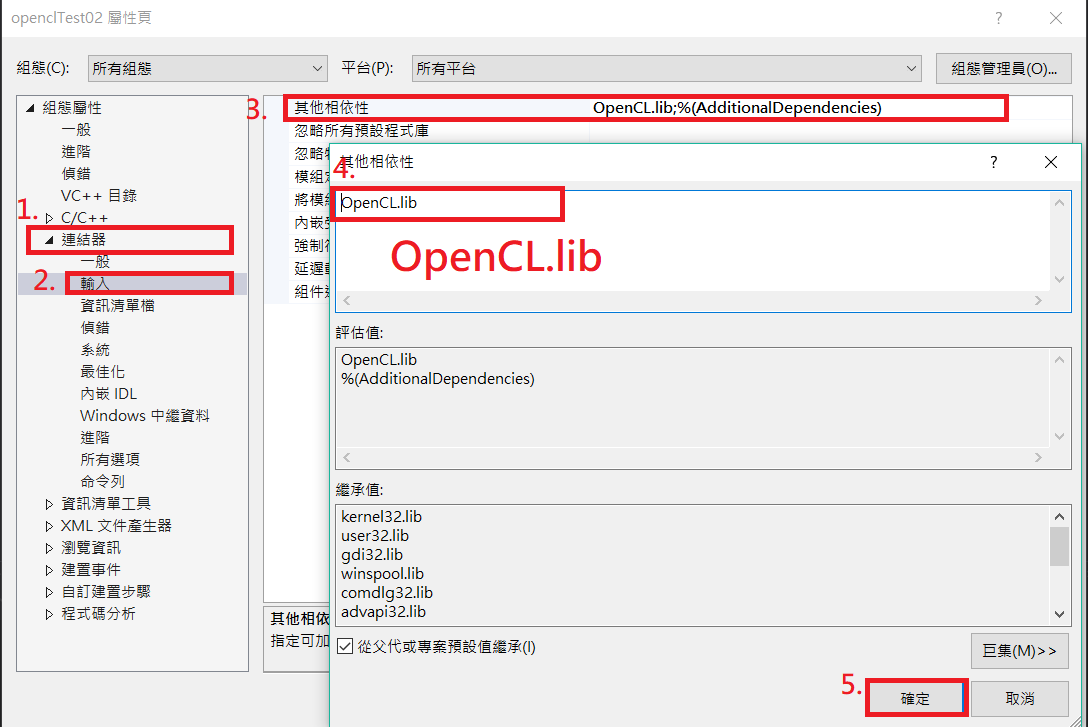 openclTest02 屬性頁
組態(C):
所有組態
平台(P):
所有平台
組態管理員(O)...
組態屬性
一般
進階
偵錯
VC++ 目錄
1.
C/C++
連結器
一般
2.
輸入
資訊清單檔
偵錯
系統
最佳化
內嵌 IDL
Windows 中繼資料
進階
所有選項
命令列
資訊清單工具
XML 文件產生器
瀏覽資訊
建置事件
自訂建置步驟
程式碼分析
3.
其他相依性
OpenCL.lib;%(AdditionalDependencies)
忽略所有預設程式庫
忽略
模組
將模組
內嵌
強制
延遲
組件
其他相依
指定可加
4.
其他相依性
OpenCL.lib
OpenCL.lib
評估值:
OpenCL.lib
%(AdditionalDependencies)
繼承值:
kernel32.lib
user32.lib
gdi32.lib
winspool.lib
comdlg32.lib
advapi32.lib
從父代或專案預設值繼承(I)
巨集(M)>>
5.
確定
取消